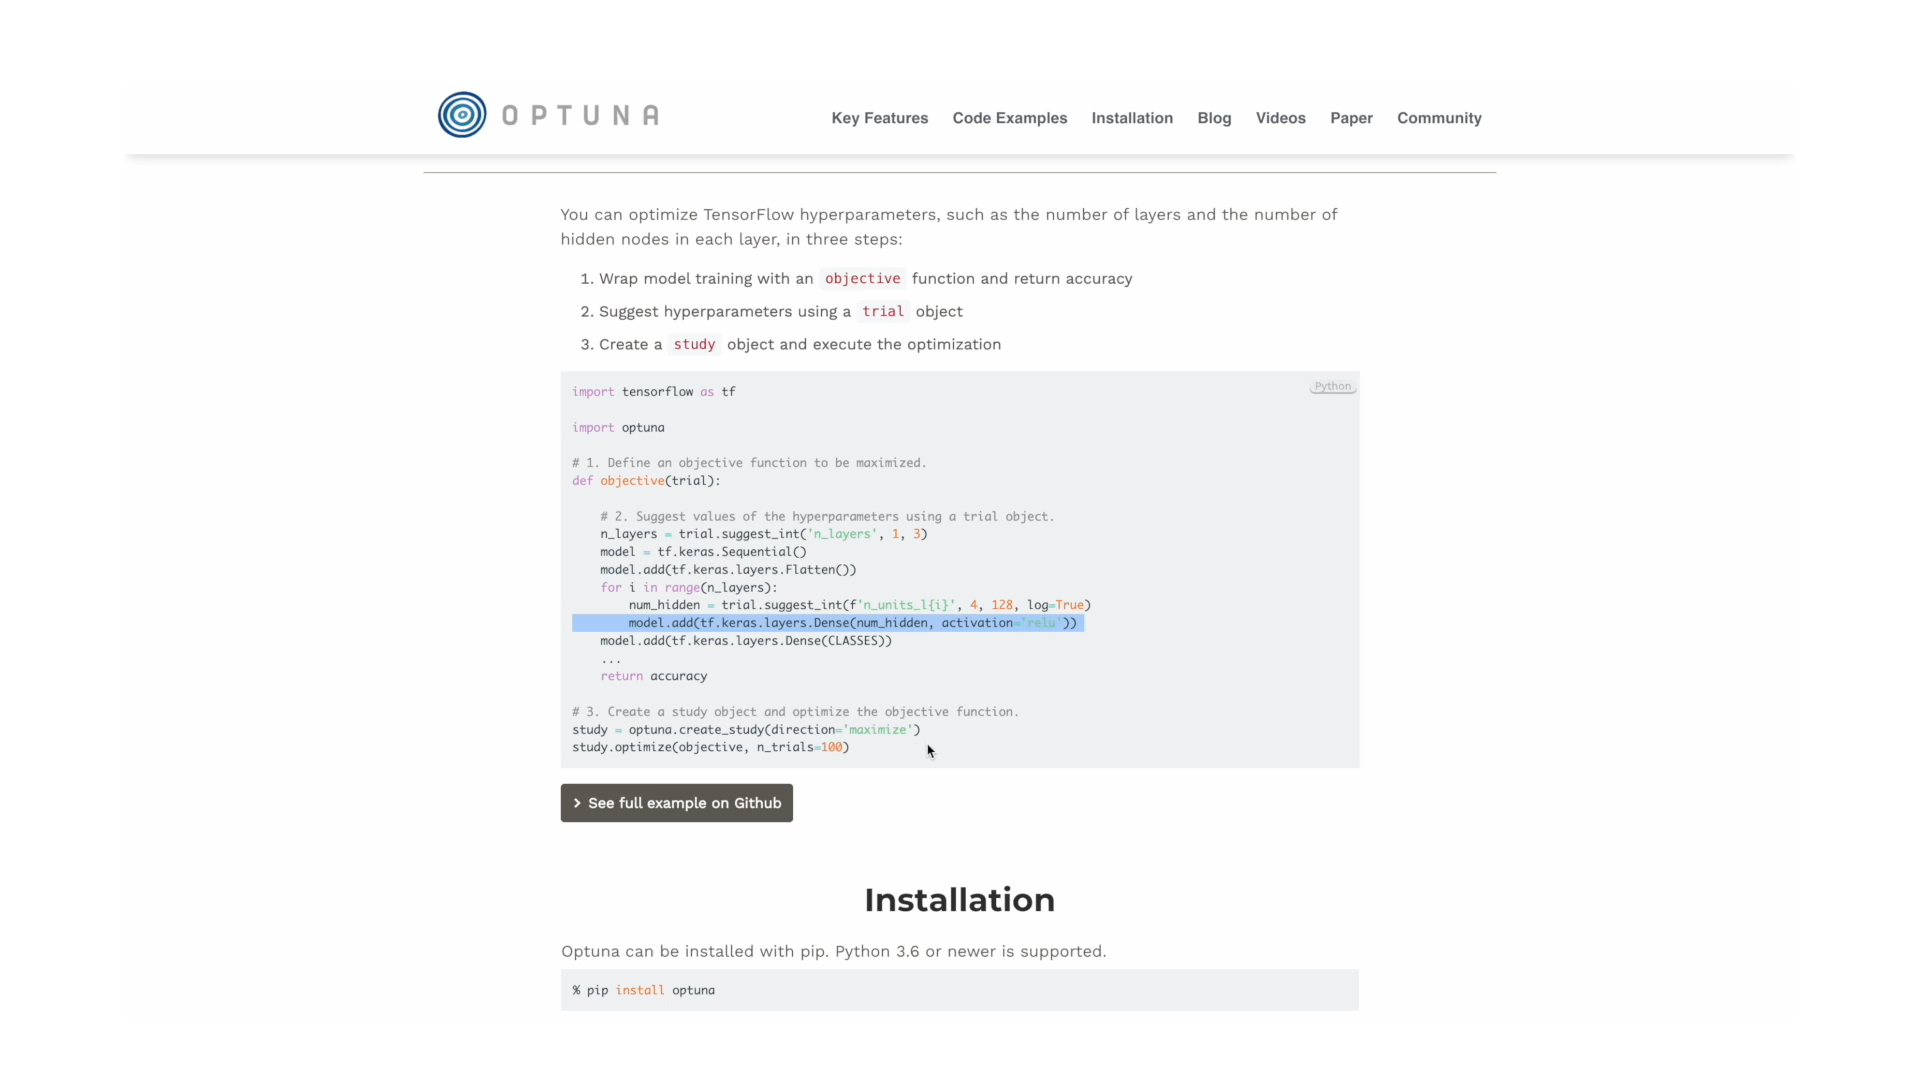 OPTUNA
Key Features Code Examples Installation Blog Videos Paper Community
You can optimize TensorFlow hyperparameters, such as the number of layers and the number of
hidden nodes in each layer, in three steps:
1. Wrap model training with an objective function and return accuracy
2. Suggest hyperparameters using a trial object
3. Create a study object and execute the optimization
Python
import tensorflow as tf
import optuna
# 1. Define an objective function to be maximized.
def objective(trial):
    # 2. Suggest values of the hyperparameters using a trial object.
    n_layers = trial.suggest_int('n_layers', 1, 3)
    model = tf.keras.Sequential()
    model.add(tf.keras.layers.Flatten())
    for i in range(n_layers):
        num_hidden = trial.suggest_int(f'n_units_l{i}', 4, 128, log=True)
        model.add(tf.keras.layers.Dense(num_hidden, activation='relu'))
    model.add(tf.keras.layers.Dense(CLASSES))
    ...
    return accuracy
# 3. Create a study object and optimize the objective function.
study = optuna.create_study(direction='maximize')
study.optimize(objective, n_trials=100)
> See full example on Github
Installation
Optuna can be installed with pip. Python 3.6 or newer is supported.
% pip install optuna